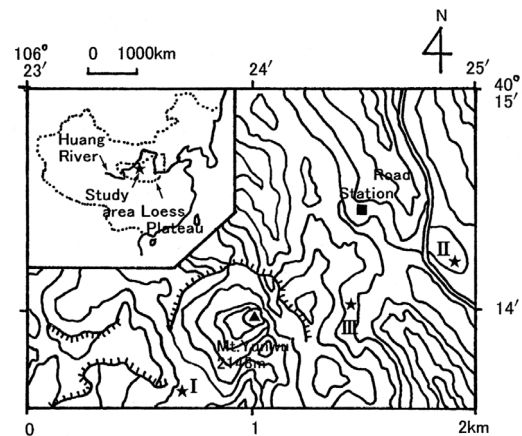 N
106°
23′
0 1000km
24′
25′
40°
15′
Huang
River
Study
area Loess
Plateau
Road
Station
II
14′
III
Mt.Yunwu
2148m
I
0
1
2km